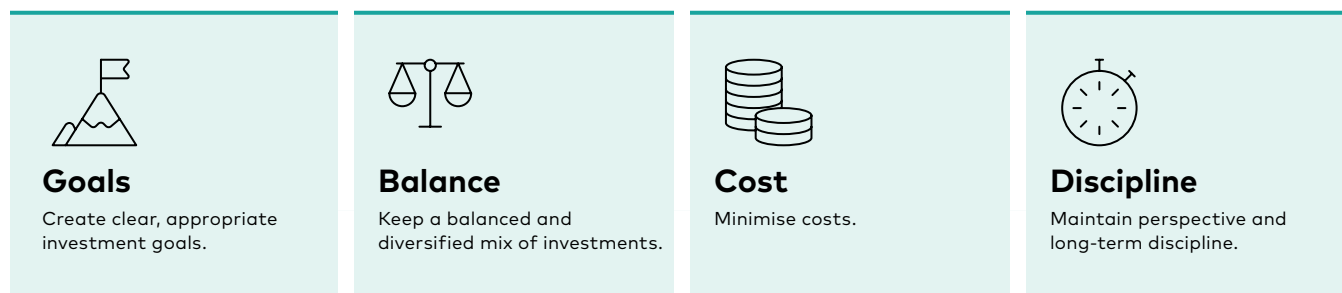 Goals
Create clear, appropriate
investment goals.
Balance
Keep a balanced and
diversified mix of investments.
Cost
Minimise costs.
Discipline
Maintain perspective and
long-term discipline.